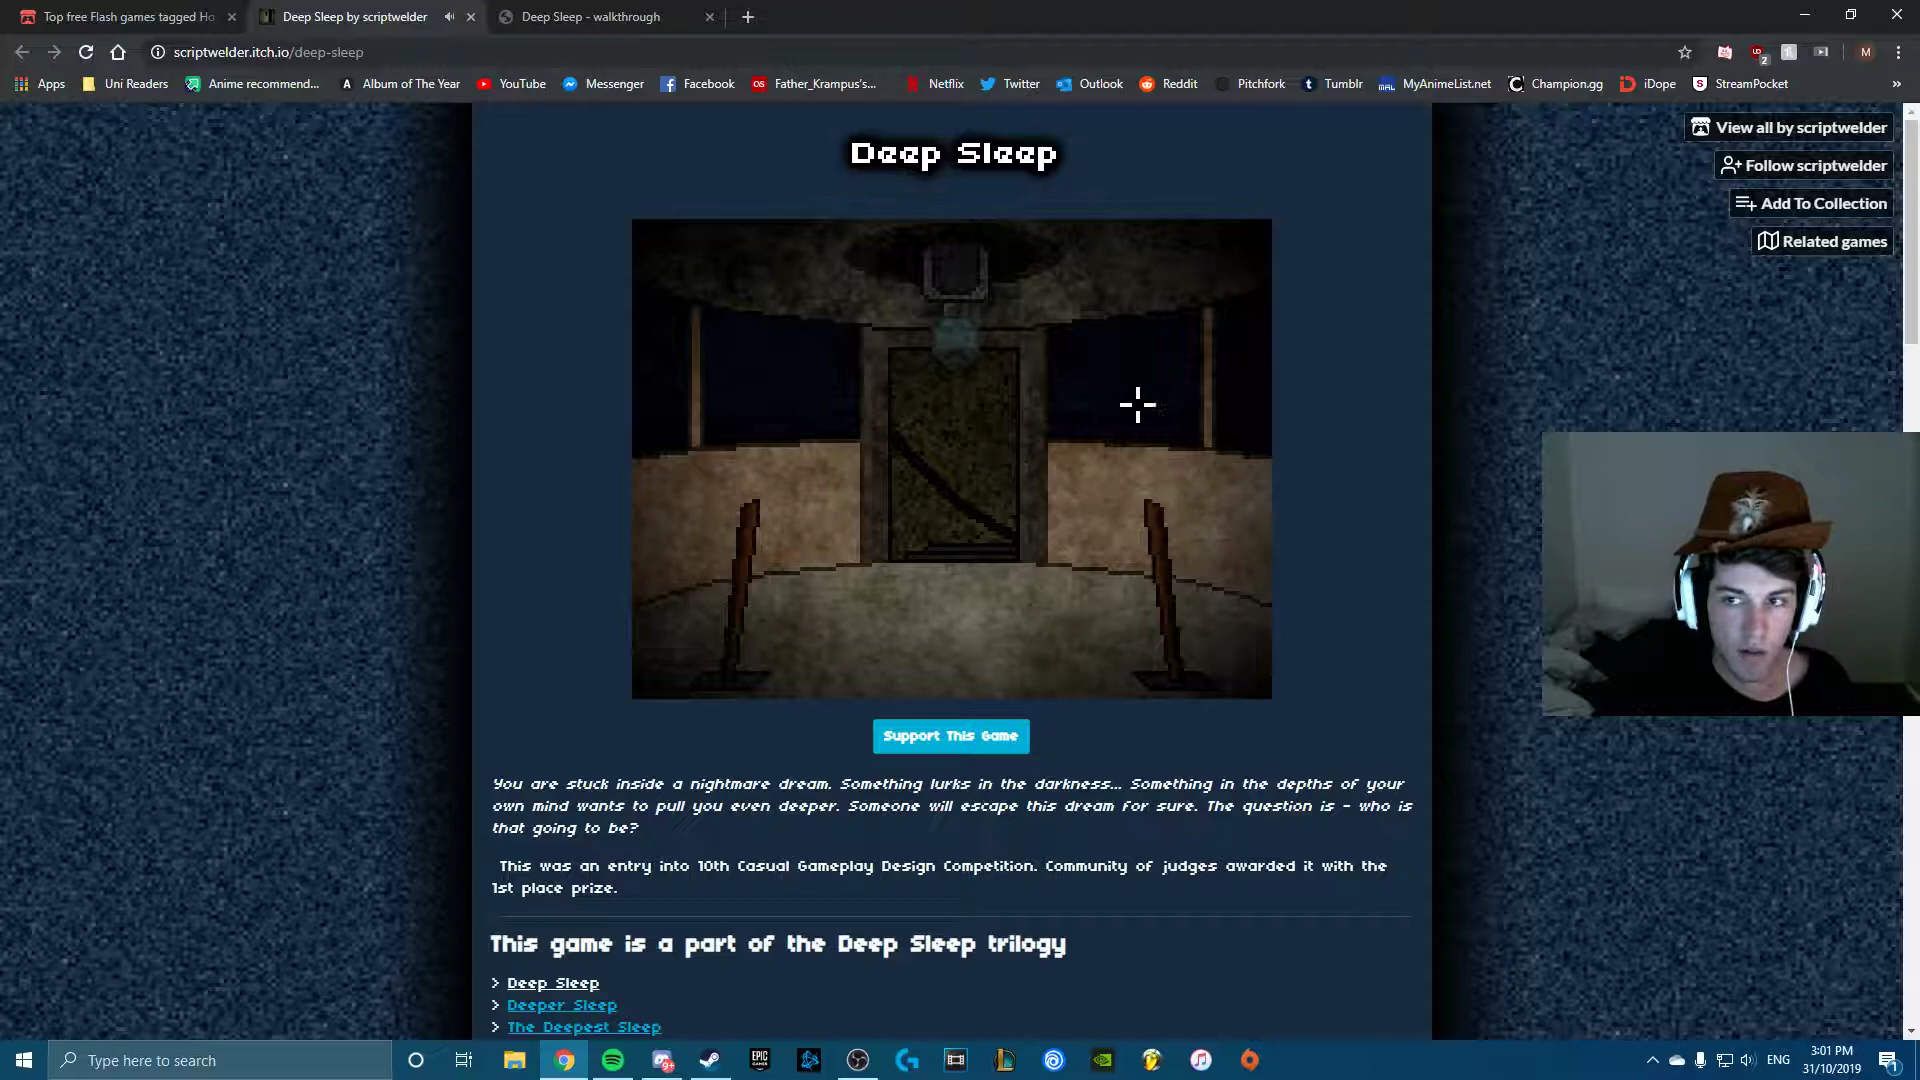 Top free Flash games tagged Ho
Deep Sleep by scriptwelder
Deep Sleep - walkthrough
scriptwelder.itch.io/deep-sleep
M
Apps
Uni Readers
Anime recommend...
Album of The Year
YouTube
Messenger
Facebook
Father_Krampus's...
Netflix
Twitter
Outlook
Reddit
Pitchfork
Tumblr
MyAnimeList.net
Champion.gg
iDope
StreamPocket
View all by scriptwelder
Follow scriptwelder
Add To Collection
Related games
Deep Sleep
Support This Game
You are stuck inside a nightmare dream. Something lurks in the darkness... Something in the depths of your
own mind wants to pull you even deeper. Someone will escape this dream for sure. The question is - who is
that going to be?
This was an entry into 10th Casual Gameplay Design Competition. Community of judges awarded it with the
1st place prize.
This game is a part of the Deep Sleep trilogy
> Deep Sleep
> Deeper Sleep
> The Deepest Sleep
Type here to search
EPIC GAMES
ENG
3:01 PM
31/10/2019